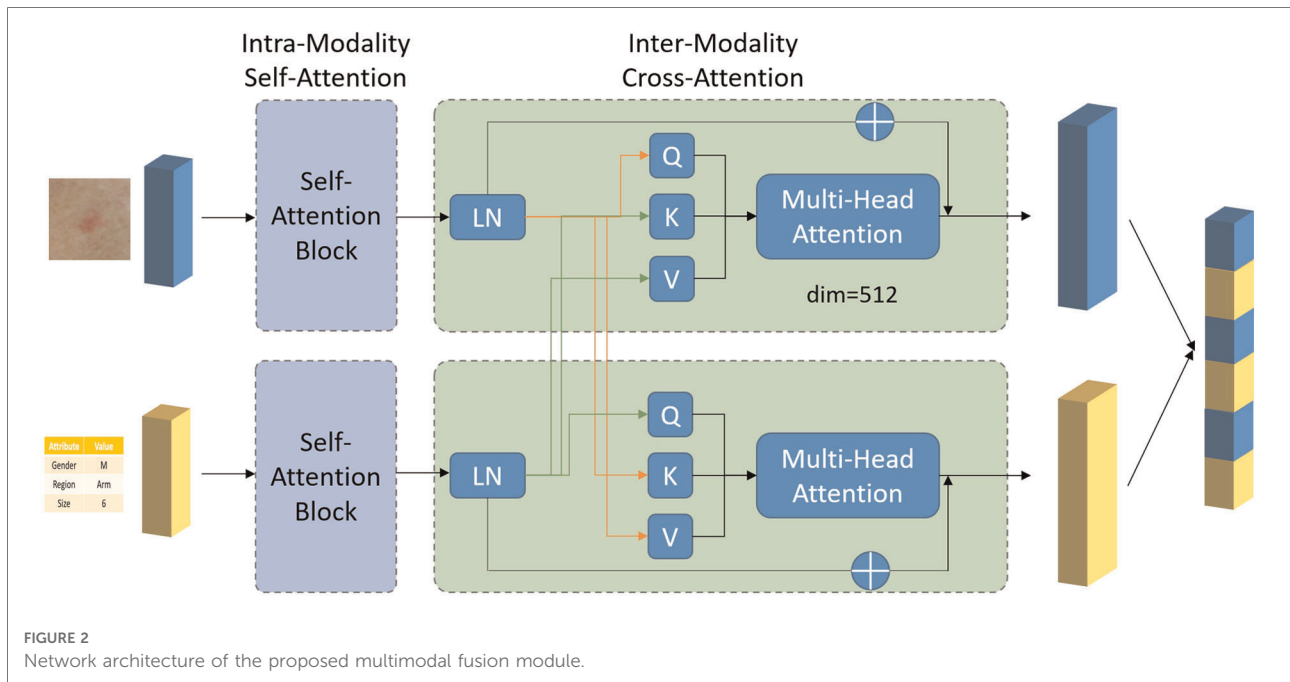 Intra-Modality
Self-Attention
Inter-Modality
Cross-Attention
Self-
Attention
Block
LN
Q
K
V
Multi-Head
Attention
dim=512
Attribute Value
Gender M
Region Arm
Size 6
Self-
Attention
Block
LN
Q
K
V
Multi-Head
Attention
FIGURE 2
Network architecture of the proposed multimodal fusion module.